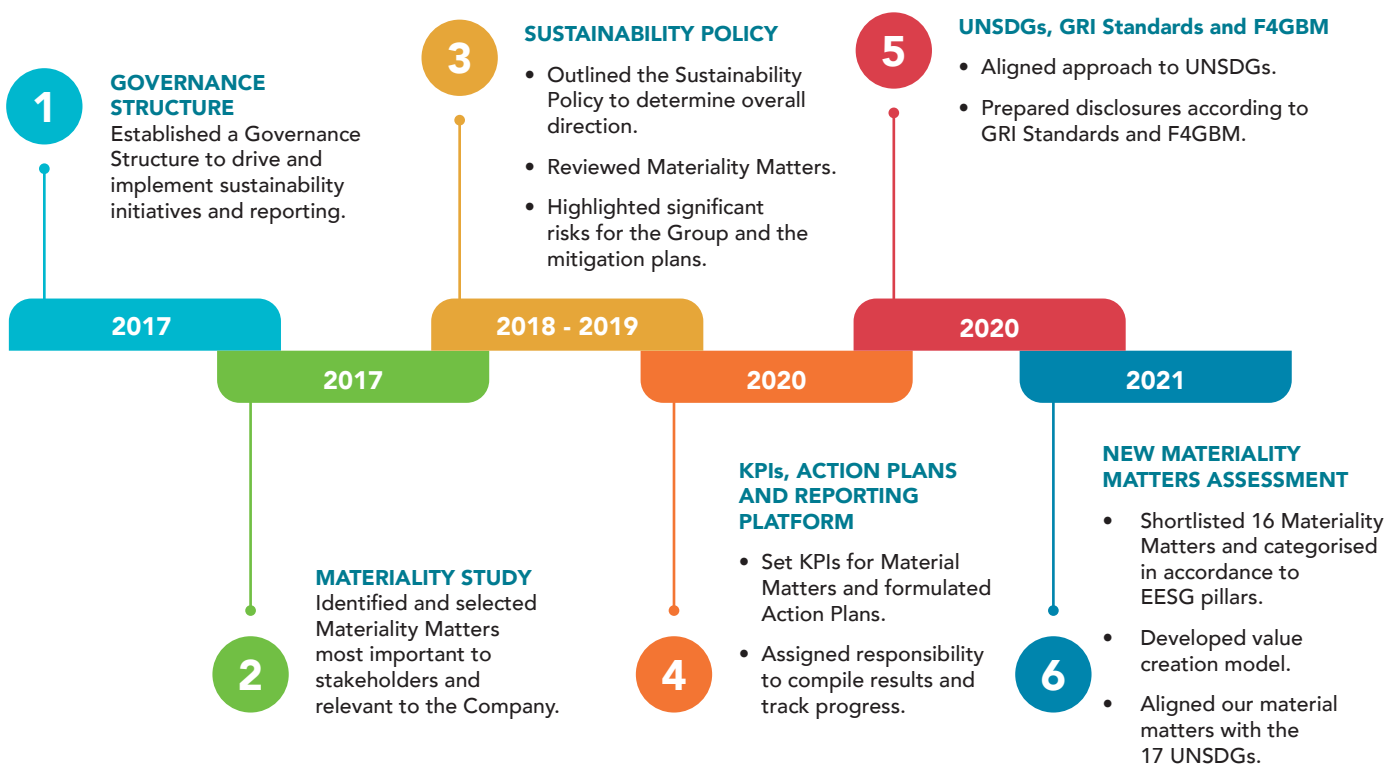 1
GOVERNANCE
STRUCTURE
Established a Governance
Structure to drive and
implement sustainability
initiatives and reporting.
2017
2017
2
MATERIALITY STUDY
Identified and selected
Materiality Matters
most important to
stakeholders and
relevant to the Company.
3
SUSTAINABILITY POLICY
• Outlined the Sustainability
Policy to determine overall
direction.
• Reviewed Materiality Matters.
• Highlighted significant
risks for the Group and the
mitigation plans.
2018 - 2019
2020
4
KPIs, ACTION PLANS
AND REPORTING
PLATFORM
• Set KPIs for Material
Matters and formulated
Action Plans.
• Assigned responsibility
to compile results and
track progress.
5
UNSDGs, GRI Standards and F4GBM
• Aligned approach to UNSDGs.
• Prepared disclosures according to
GRI Standards and F4GBM.
2020
2021
6
NEW MATERIALITY
MATTERS ASSESSMENT
• Shortlisted 16 Materiality
Matters and categorised
in accordance to
EESG pillars.
• Developed value
creation model.
• Aligned our material
matters with the
17 UNSDGs.